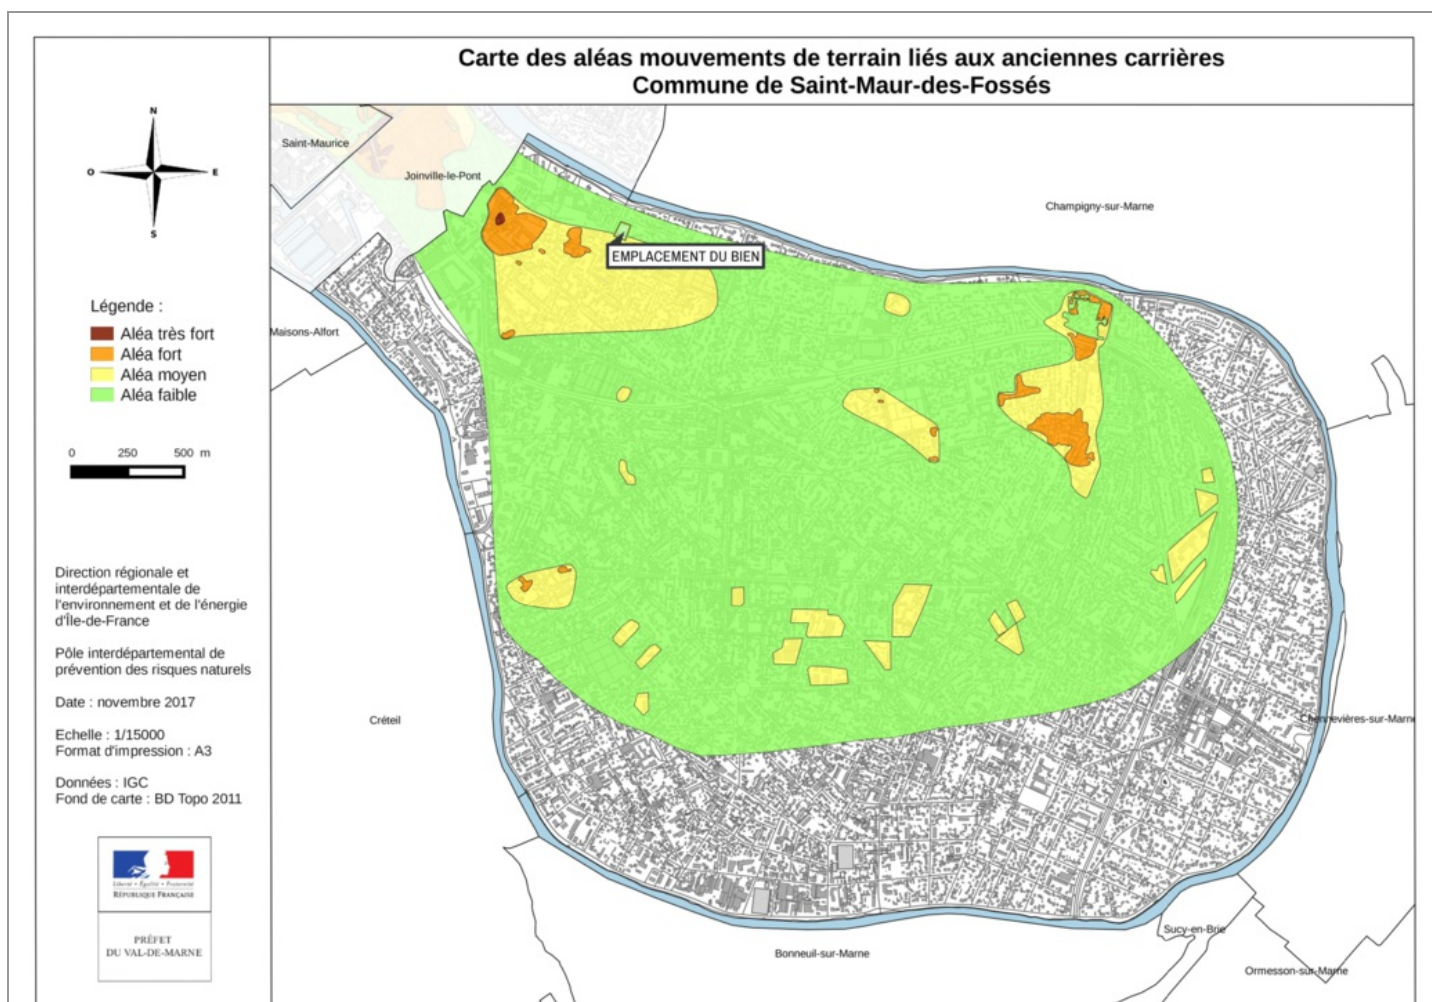 Carte des aléas mouvements de terrain liés aux anciennes carrières
Commune de Saint-Maur-des-Fossés
N
O
E
S
Légende :
Aléa très fort
Aléa fort
Aléa moyen
Aléa faible
0 250 500 m
Direction régionale et
interdépartementale de
l'environnement et de l'énergie
d'Île-de-France
Pôle interdépartemental de
prévention des risques naturels
Date : novembre 2017
Echelle : 1/15000
Format d'impression : A3
Données : IGC
Fond de carte : BD Topo 2011
Liberté • Égalité • Fraternité
RÉPUBLIQUE FRANÇAISE
PRÉFET
DU VAL-DE-MARNE
Saint-Maurice
Joinville-le-Pont
Champigny-sur-Marne
EMPLACEMENT DU BIEN
Maisons-Alfort
Créteil
Chennevières-sur-Marne
Sucy-en-Brie
Bonneuil-sur-Marne
Ormesson-sur-Marne